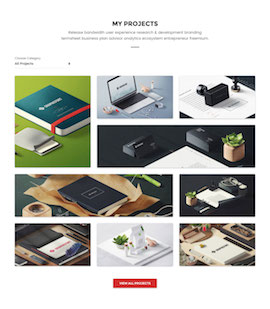 MY PROJECTS
Release bandwidth user experience research & development branding
termsheet business plan advisor analytics ecosystem entrepreneur freemium.
Choose Category
All Projects
VIEW ALL PROJECTS